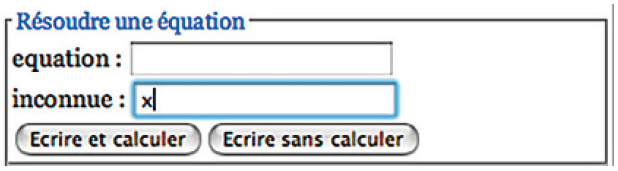 Résoudre une équation
equation :
inconnue : x
Ecrire et calculer Ecrire sans calculer